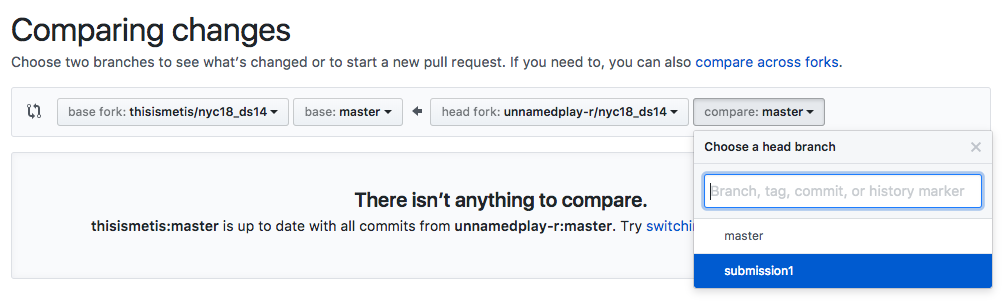 Comparing changes
Choose two branches to see what's changed or to start a new pull request. If you need to, you can also compare across forks.
base fork: thisismetis/nyc18_ds14 base: master head fork: unnamedplay-r/nyc18_ds14 compare: master
Choose a head branch
Branch, tag, commit, or history marker
There isn't anything to compare.
thisismetis:master is up to date with all commits from unnamedplay-r:master. Try
master
submission1